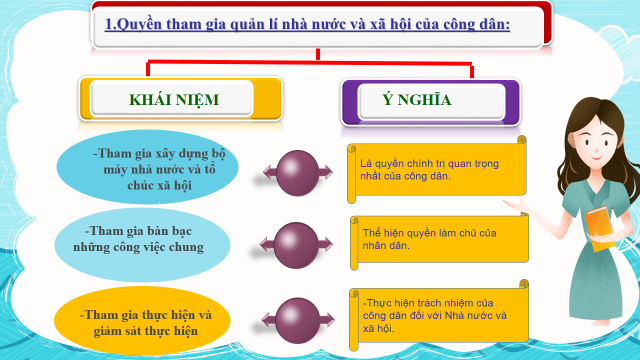 1.Quyền tham gia quản lí nhà nước và xã hội của công dân:
KHÁI NIỆM
Ý NGHĨA
-Tham gia xây dựng bộ
máy nhà nước và tổ
chúc xã hội
Là quyền chính trị quan trọng
nhất của công dân.
-Tham gia bàn bạc
những công việc chung
Thể hiện quyền làm chủ của
nhân dân.
-Tham gia thực hiện và
giám sát thực hiện
-Thực hiện trách nhiệm của
công dân đối với Nhà nước và
xã hội.